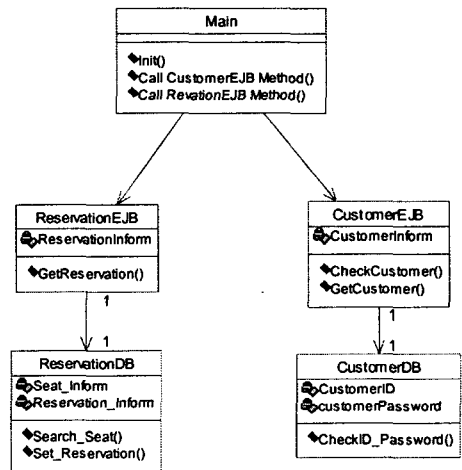 Main
Init()
Call CustomerEJB Method()
Call RevationEJB Method()
ReservationEJB
ReservationInform
GetReservation()
1
1
ReservationDB
Seat_Inform
Reservation_Inform
Search_Seat()
Set_Reservation()
CustomerEJB
CustomerInform
CheckCustomer()
GetCustomer()
1
1
CustomerDB
CustomerID
customerPassword
CheckID_Password()